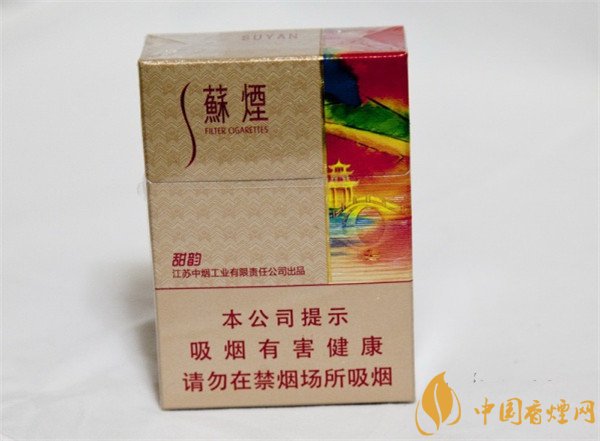 SUYAN
蘇煙
FILTER CIGARETTES
甜韵
江苏中烟工业有限责任公司出品
本公司提示
吸烟有害健康
请勿在禁烟场所吸烟
中国香煙网